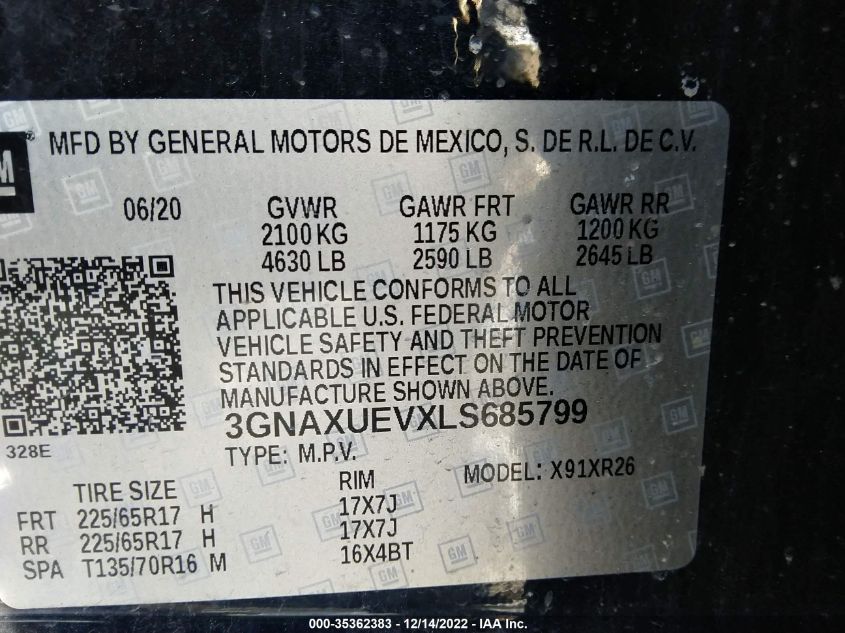 GM
MFD BY GENERAL MOTORS DE MEXICO, S. DE R.L. DE C.V.
06/20 GVWR GAWR FRT GAWR RR
2100 KG 1175 KG 1200 KG
4630 LB 2590 LB 2645 LB
THIS VEHICLE CONFORMS TO ALL
APPLICABLE U.S. FEDERAL MOTOR
VEHICLE SAFETY AND THEFT PREVENTION
STANDARDS IN EFFECT ON THE DATE OF
MANUFACTURE SHOWN ABOVE.
3GNAXUEVXLS685799
328E
TYPE: M.P.V. MODEL: X91XR26
TIRE SIZE RIM
FRT 225/65R17 H 17X7J
RR 225/65R17 H 17X7J
SPA T135/70R16 M 16X4BT
000-35362383 - 12/14/2022 - IAA Inc.